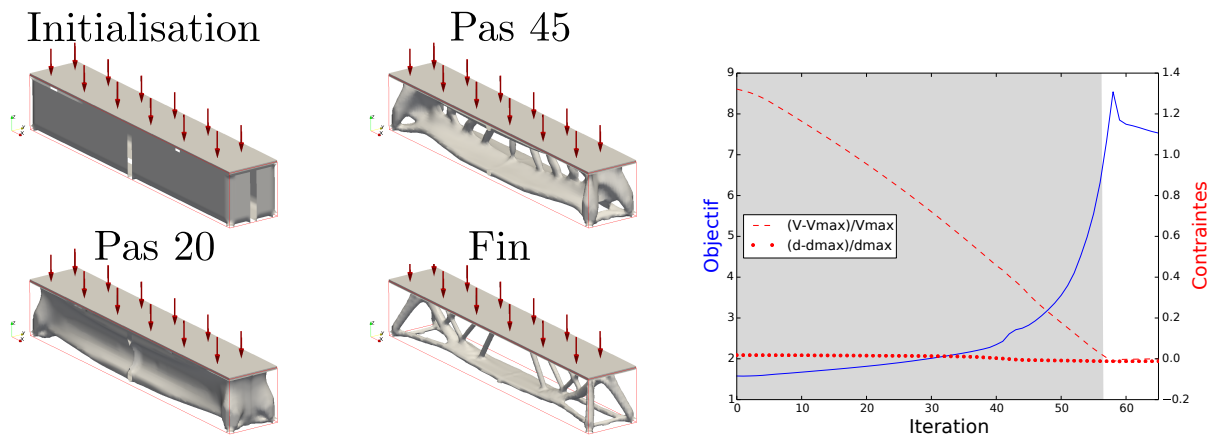 Initialisation
Pas 45
Pas 20
Fin
9
8
7
6
5
4
3
2
1
Objectif
1.4
1.2
1.0
0.8
0.6
0.4
0.2
0.0
−0.2
Contraintes
(V-Vmax)/Vmax
(d-dmax)/dmax
0 10 20 30 40 50 60
Iteration